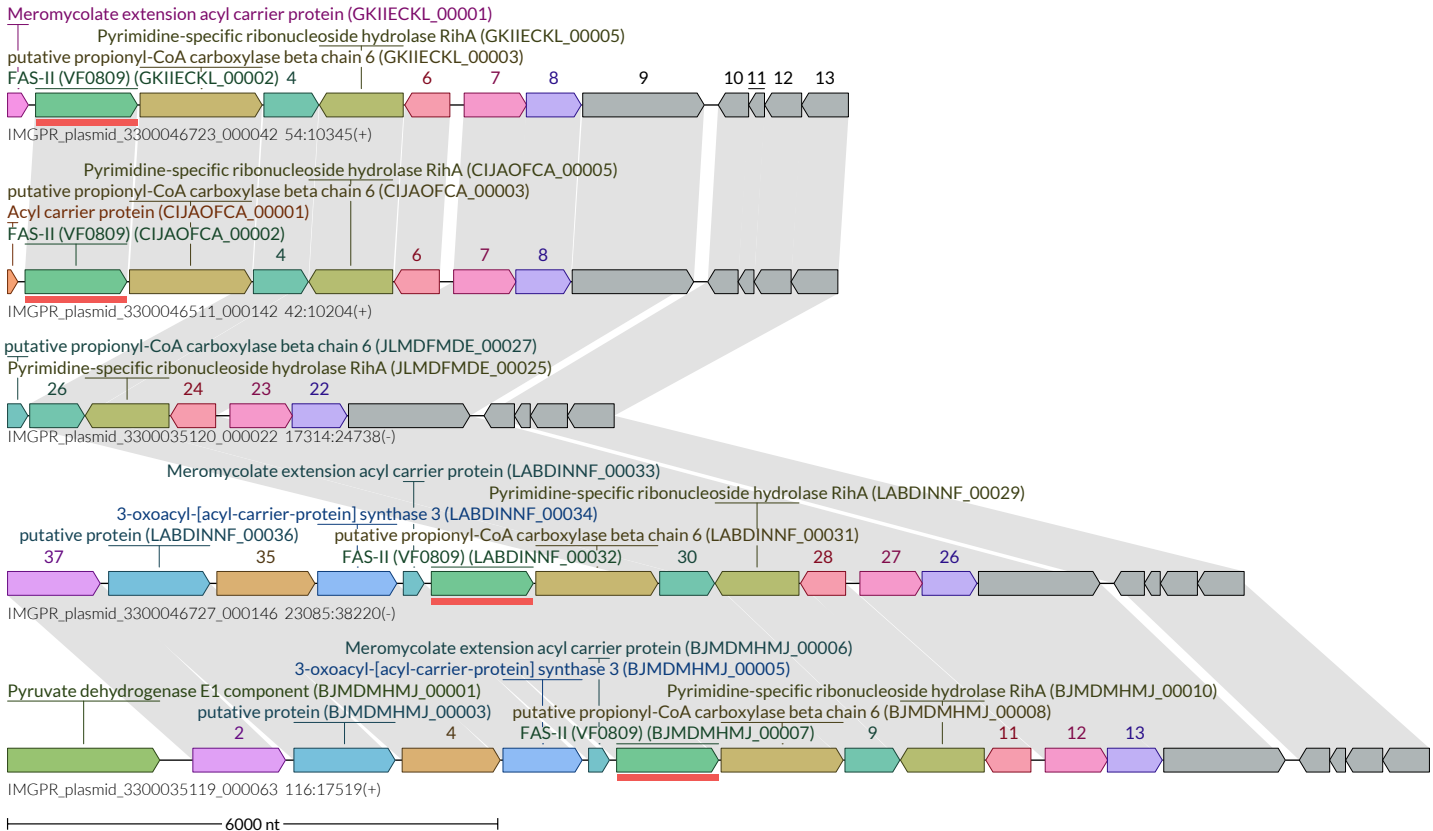 Meromycolate extension acyl carrier protein (GKIIECKL_00001)
Pyrimidine-specific ribonucleoside hydrolase RihA (GKIIECKL_00005)
putative propionyl-CoA carboxylase beta chain 6 (GKIIECKL_00003)
FAS-II (VF0809) (GKIIECKL_00002) 4 6 7 8 9 10 11 12 13
IMGPR_plasmid_3300046723_000042 54:10345(+)
Pyrimidine-specific ribonucleoside hydrolase RihA (CIJAOFCA_00005)
putative propionyl-CoA carboxylase beta chain 6 (CIJAOFCA_00003)
Acyl carrier protein (CIJAOFCA_00001)
FAS-II (VF0809) (CIJAOFCA_00002)
4 6 7 8
IMGPR_plasmid_3300046511_000142 42:10204(+)
putative propionyl-CoA carboxylase beta chain 6 (JLMDFMDE_00027)
Pyrimidine-specific ribonucleoside hydrolase RihA (JLMDFMDE_00025)
26 24 23 22
IMGPR_plasmid_3300035120_000022 17314:24738(-)
Meromycolate extension acyl carrier protein (LABDINNF_00033)
Pyrimidine-specific ribonucleoside hydrolase RihA (LABDINNF_00029)
3-oxoacyl-[acyl-carrier-protein] synthase 3 (LABDINNF_00034)
putative protein (LABDINNF_00036) putative propionyl-CoA carboxylase beta chain 6 (LABDINNF_00031)
37 35 FAS-II (VF0809) (LABDINNF_00032) 30 28 27 26
IMGPR_plasmid_3300046727_000146 23085:38220(-)
Meromycolate extension acyl carrier protein (BJMDMHMJ_00006)
3-oxoacyl-[acyl-carrier-protein] synthase 3 (BJMDMHMJ_00005)
Pyruvate dehydrogenase E1 component (BJMDMHMJ_00001) Pyrimidine-specific ribonucleoside hydrolase RihA (BJMDMHMJ_00010)
putative protein (BJMDMHMJ_00003) putative propionyl-CoA carboxylase beta chain 6 (BJMDMHMJ_00008)
2 4 FAS-II (VF0809) (BJMDMHMJ_00007) 9 11 12 13
IMGPR_plasmid_3300035119_000063 116:17519(+)
6000 nt